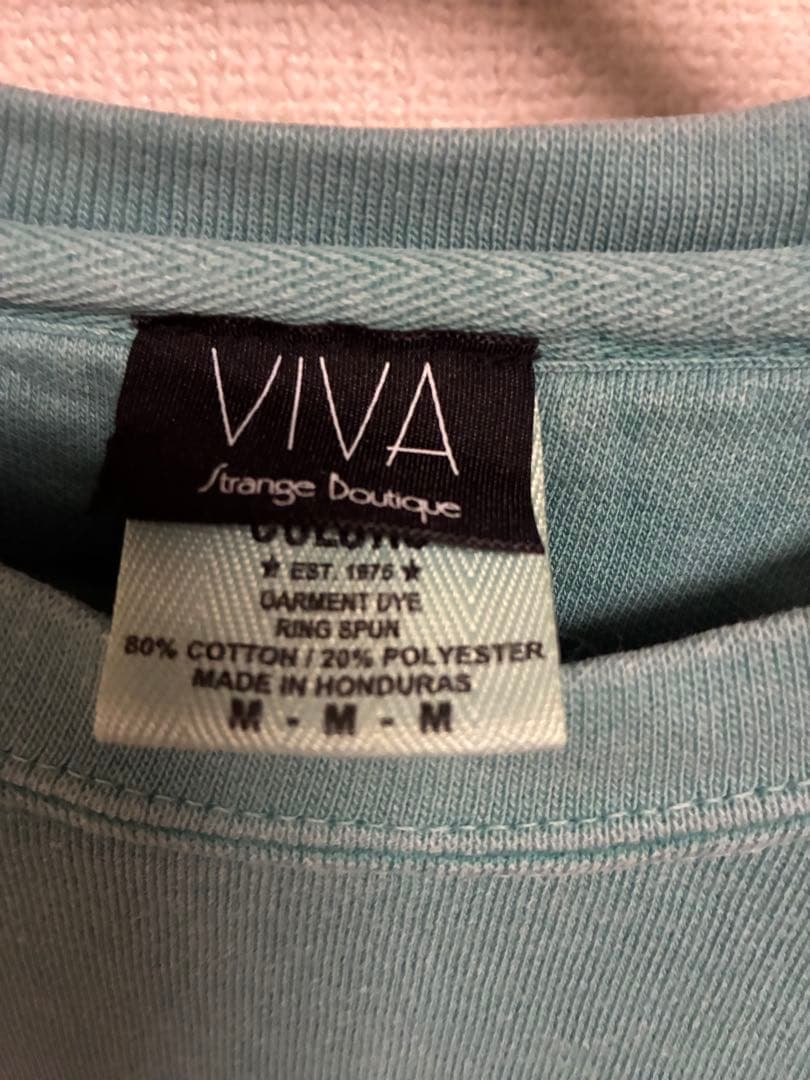 VIVA
Strange Boutique
★ EST. 1975 ★
GARMENT DYE
RING SPUN
80% COTTON / 20% POLYESTER
MADE IN HONDURAS
M - M - M